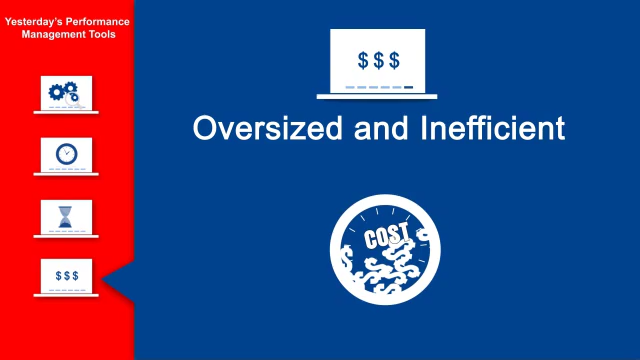 Yesterday's Performance
Management Tools
$ $ $
Oversized and Inefficient
COST
$ $ $